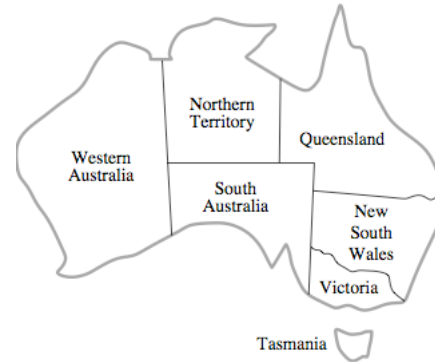 Northern
Territory
Queensland
Western
Australia
South
Australia
New
South
Wales
Victoria
Tasmania